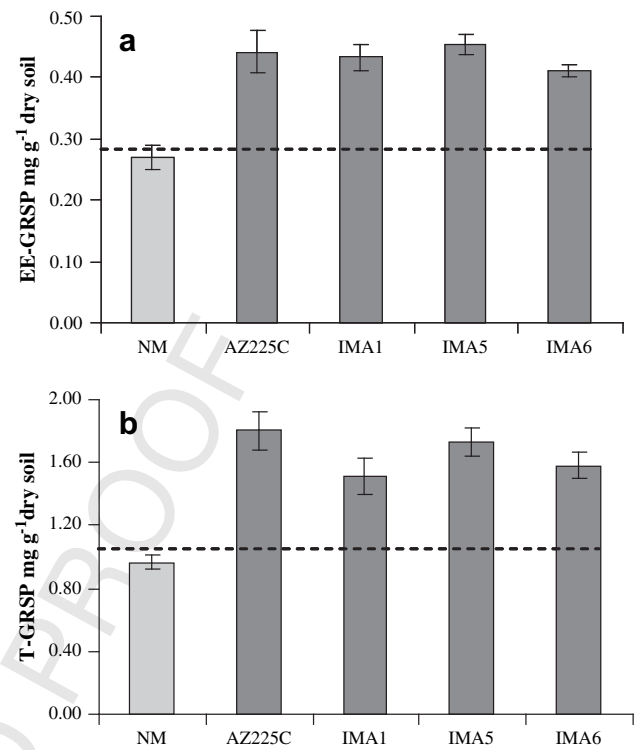 a
EE-GRSP mg g⁻¹ dry soil
0.50
0.40
0.30
0.20
0.10
0.00
NM AZ225C IMA1 IMA5 IMA6
b
T-GRSP mg g⁻¹dry soil
2.00
1.60
1.20
0.80
0.40
0.00
NM AZ225C IMA1 IMA5 IMA6
PROOF